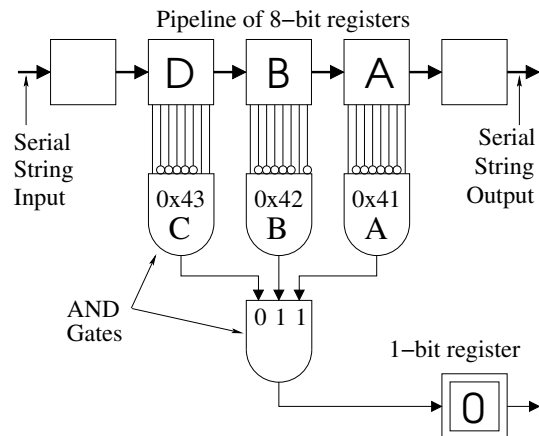 Pipeline of 8−bit registers
D B A
Serial
String
Input
Serial
String
Output
0x43 0x42 0x41
C B A
AND
Gates
0 1 1
1−bit register
0